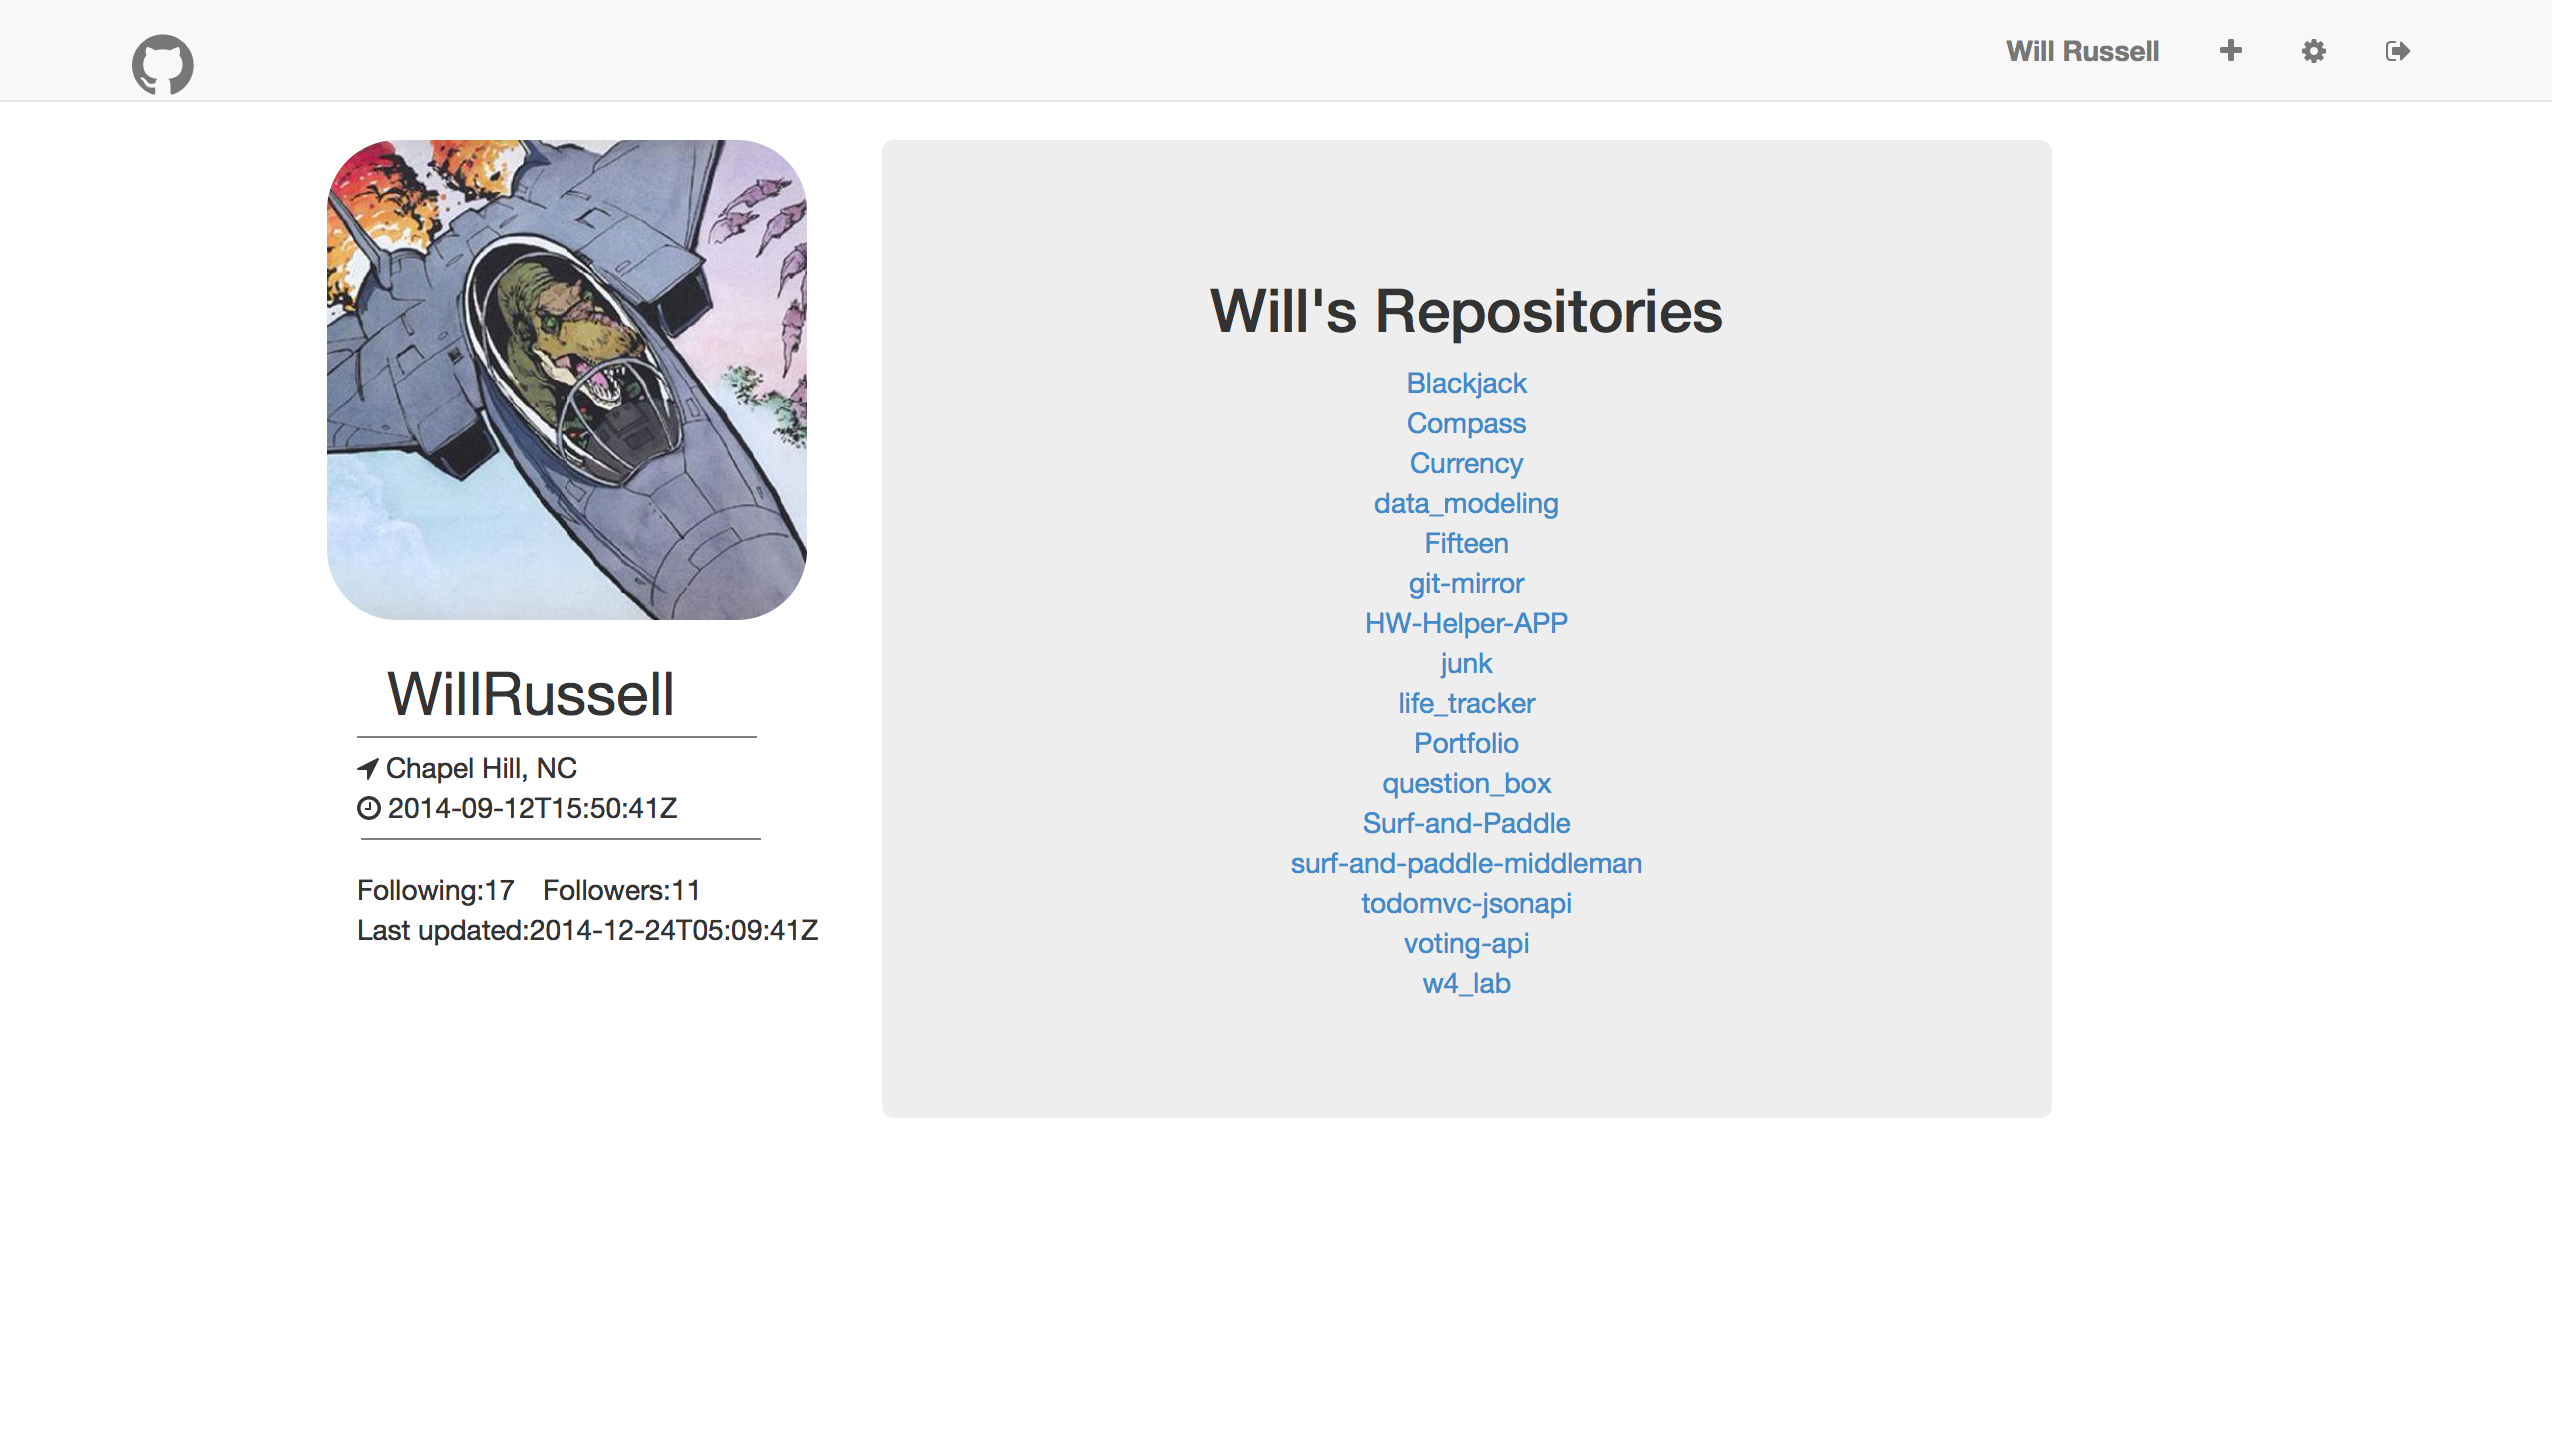 Will Russell
WillRussell
Chapel Hill, NC
2014-09-12T15:50:41Z
Following:17 Followers:11
Last updated:2014-12-24T05:09:41Z
Will's Repositories
Blackjack
Compass
Currency
data_modeling
Fifteen
git-mirror
HW-Helper-APP
junk
life_tracker
Portfolio
question_box
Surf-and-Paddle
surf-and-paddle-middleman
todomvc-jsonapi
voting-api
w4_lab